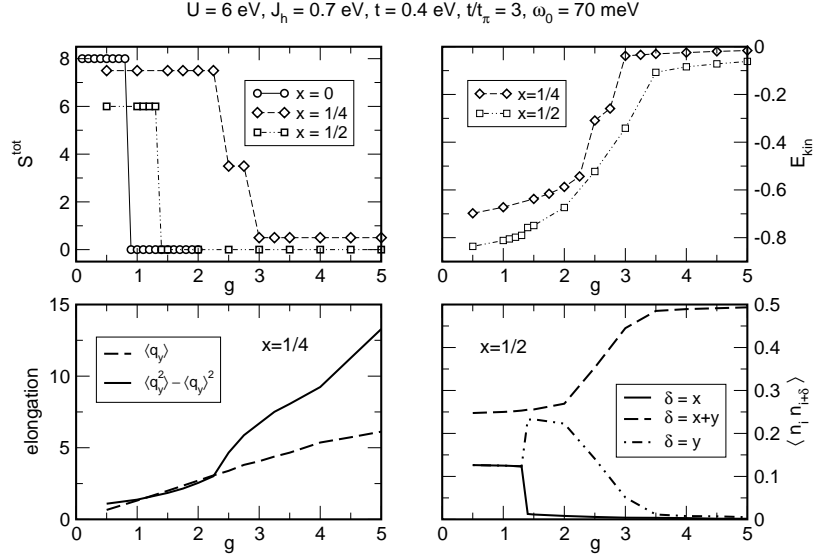 U = 6 eV, J_h = 0.7 eV, t = 0.4 eV, t/t_π = 3, ω_0 = 70 meV
8
6
4
2
0
S^tot
x = 0
x = 1/4
x = 1/2
0 1 2 3 4 5
g
0
-0.2
-0.4
-0.6
-0.8
E_kin
x=1/4
x=1/2
0 1 2 3 4 5
g
15
10
5
0
elongation
⟨q_y⟩
⟨q_y^2⟩ − ⟨q_y⟩^2
x=1/4
0 1 2 3 4 5
g
0.5
0.4
0.3
0.2
0.1
0
⟨ n_i n_{i+δ} ⟩
x=1/2
δ = x
δ = x+y
δ = y
0 1 2 3 4 5
g